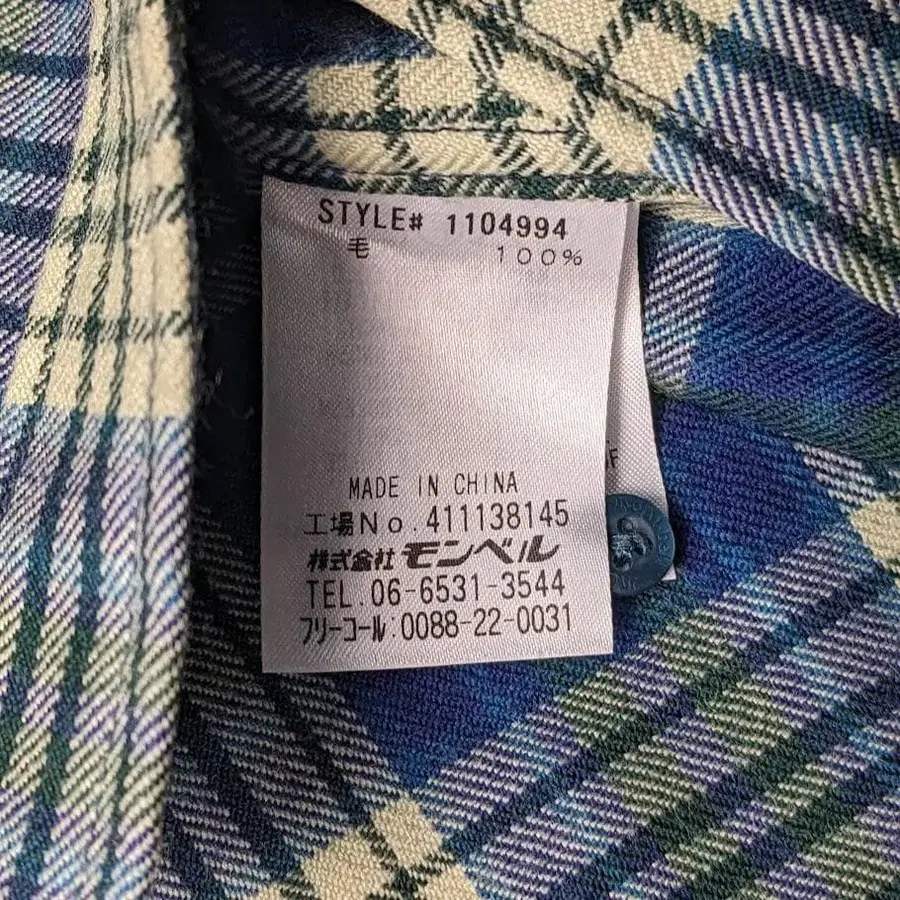 STYLE# 1104994
毛 100%
MADE IN CHINA
工場No.411138145
株式会社モンベル
TEL.06-6531-3544
フリーコール:0088-22-0031